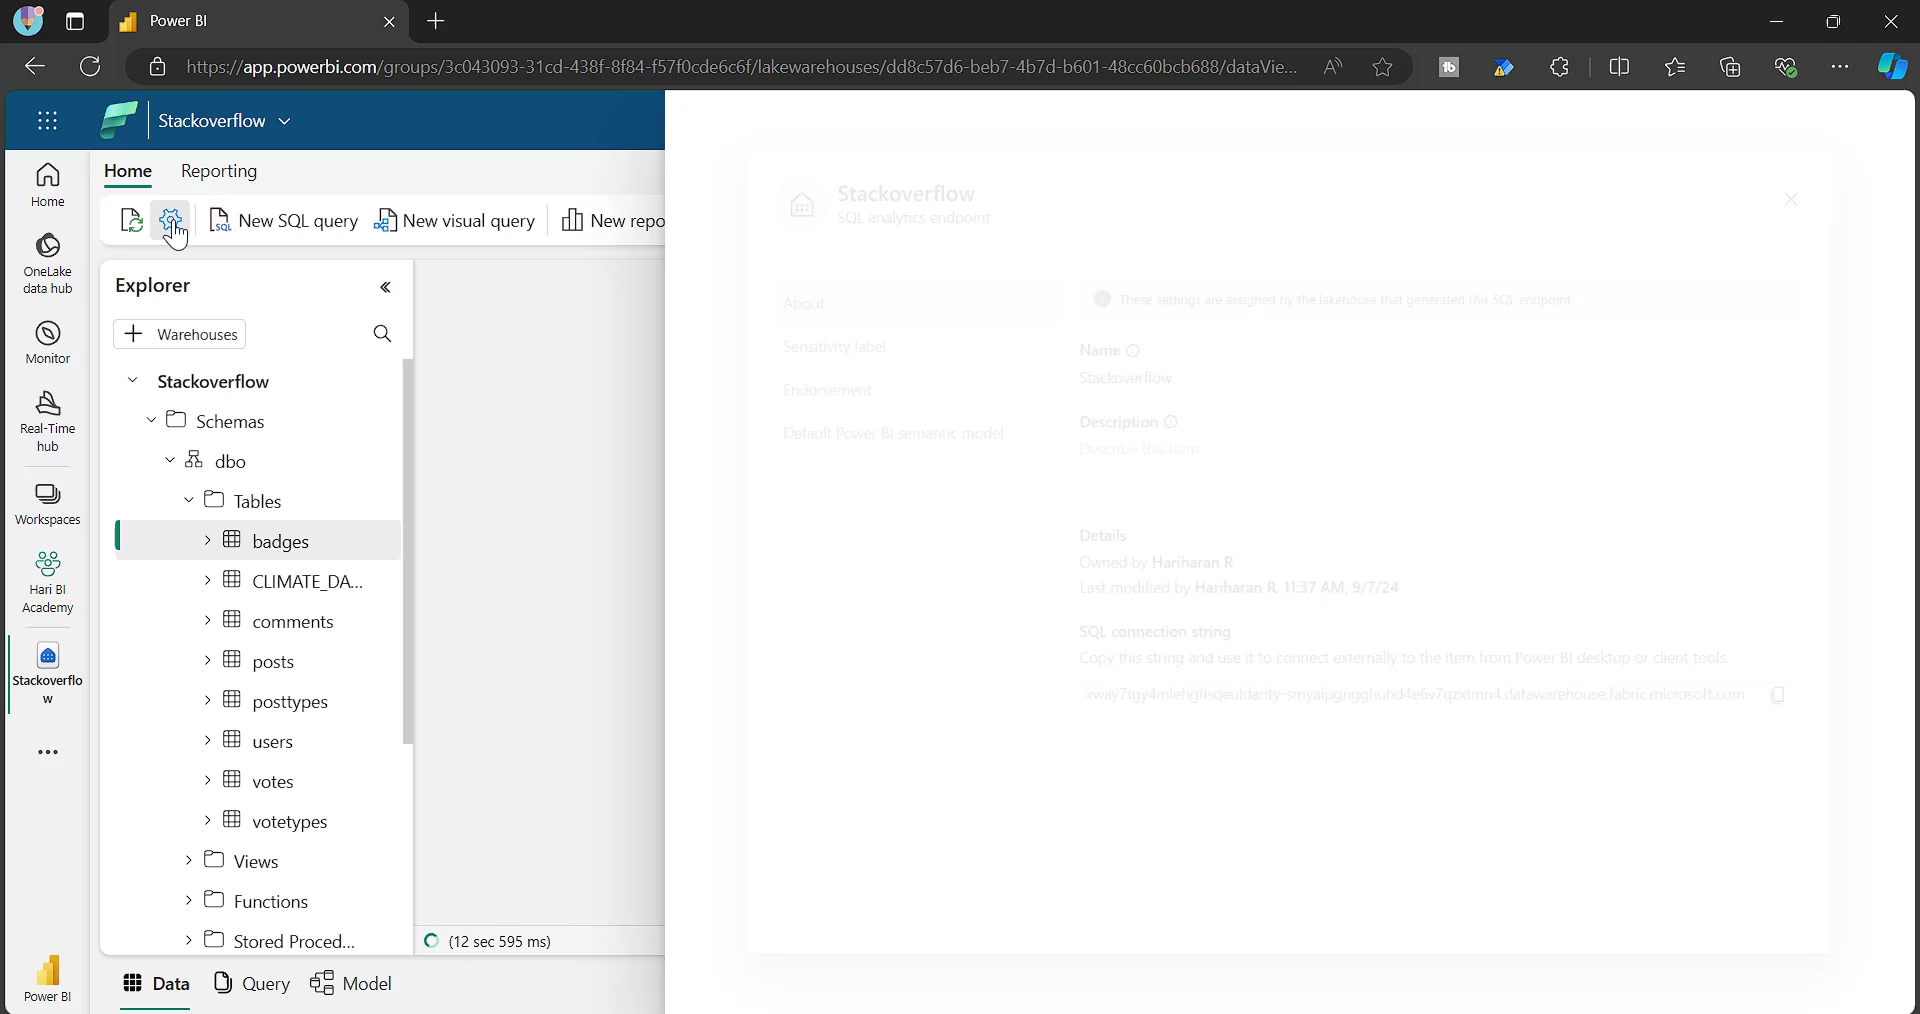 Power BI
https://app.powerbi.com/groups/3c043093-31cd-438f-8f84-f57f0cde6c6f/lakewarehouses/dd8c57d6-beb7-4b7d-b601-48cc60bcb688/dataVie...
Stackoverflow
Home Reporting
New SQL query New visual query New repo
Home
OneLake
data hub
Monitor
Real-Time
hub
Workspaces
Hari BI
Academy
Stackoverflo
w
Power BI
Explorer
Warehouses
Stackoverflow
Schemas
dbo
Tables
badges
CLIMATE_DA...
comments
posts
posttypes
users
votes
votetypes
Views
Functions
Stored Proced...
(12 sec 595 ms)
Data Query Model
Stackoverflow
SQL analytics endpoint
About
Sensitivity label
Endorsement
Default Power BI semantic model
These settings are assigned by the lakehouse that generated this SQL endpoint.
Name
Stackoverflow
Description
Describe this item
Details
Owned by Hariharan R
Last modified by Hariharan R, 11:37 AM, 9/7/24
SQL connection string
Copy this string and use it to connect externally to the item from Power BI desktop or client tools.